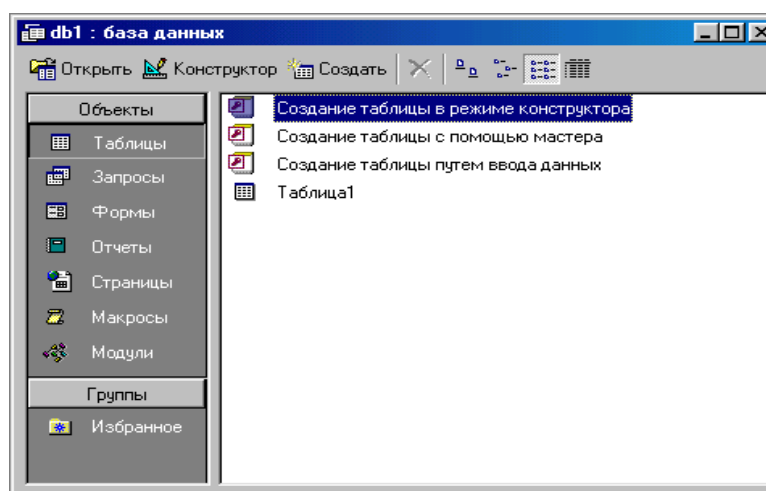 db1 : база данных
Открыть Конструктор Создать
Объекты
Таблицы
Запросы
Формы
Отчеты
Страницы
Макросы
Модули
Группы
Избранное
Создание таблицы в режиме конструктора
Создание таблицы с помощью мастера
Создание таблицы путем ввода данных
Таблица1